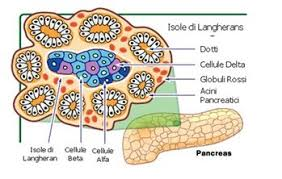 Isole di Langherans
Dotti
Cellule Delta
Globuli Rossi
Acini
Pancreatici
Isole di
Langheran
Cellule
Beta
Cellule
Alfa
Pancreas